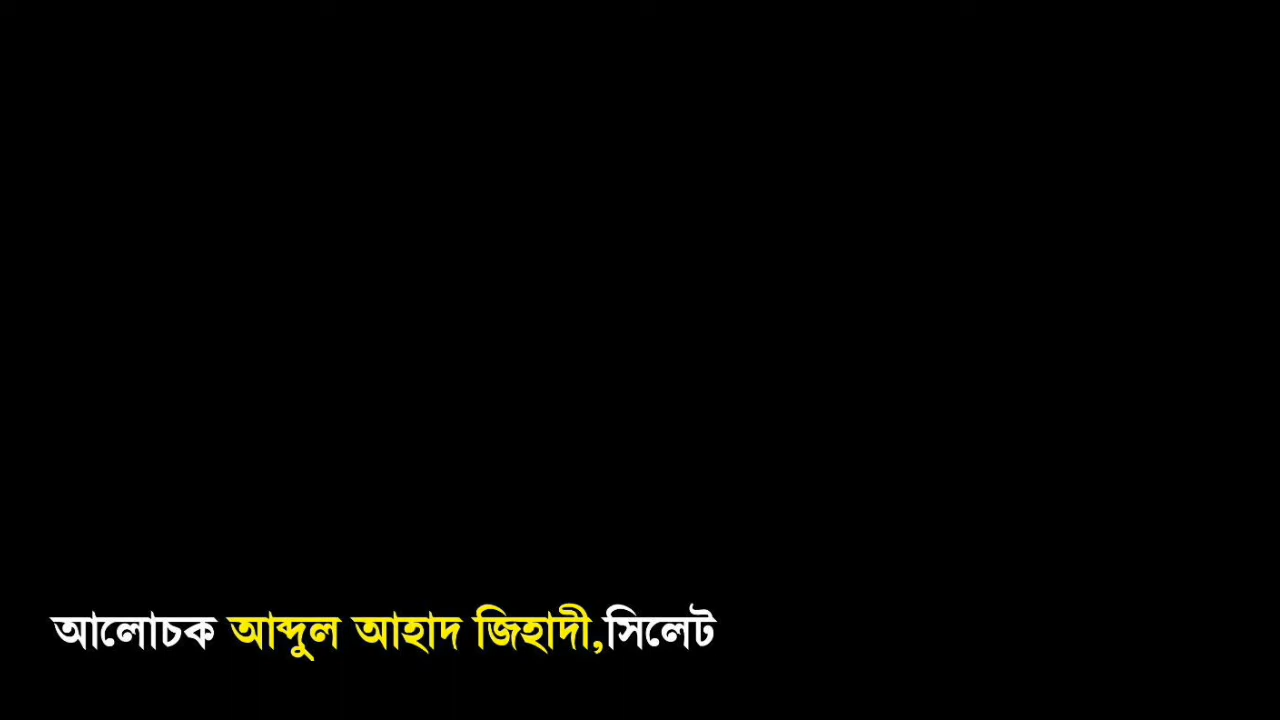 আলোচক আব্দুল আহাদ জিহাদী,সিলেট